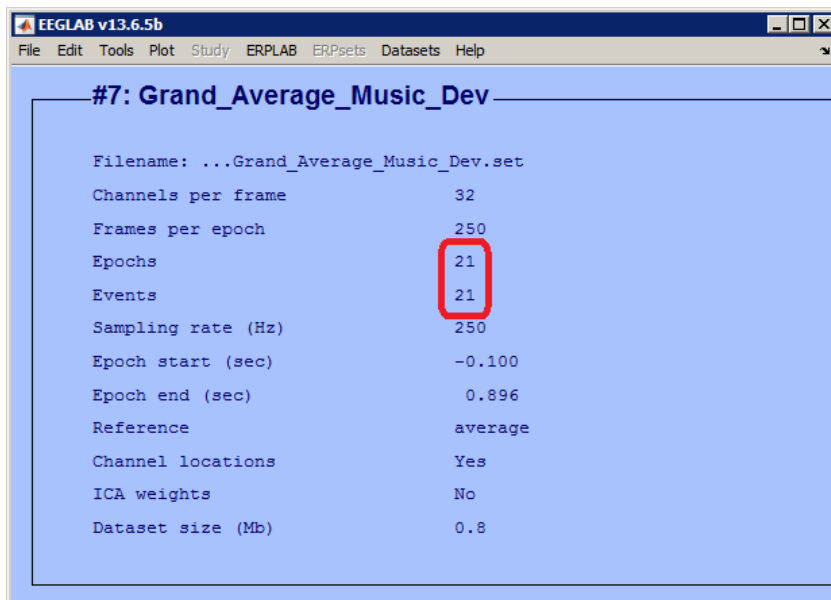 EEGLAB v13.6.5b
File Edit Tools Plot Study ERPLAB ERPsets Datasets Help
#7: Grand_Average_Music_Dev
Filename: ...Grand_Average_Music_Dev.set
Channels per frame 32
Frames per epoch 250
Epochs 21
Events 21
Sampling rate (Hz) 250
Epoch start (sec) -0.100
Epoch end (sec) 0.896
Reference average
Channel locations Yes
ICA weights No
Dataset size (Mb) 0.8